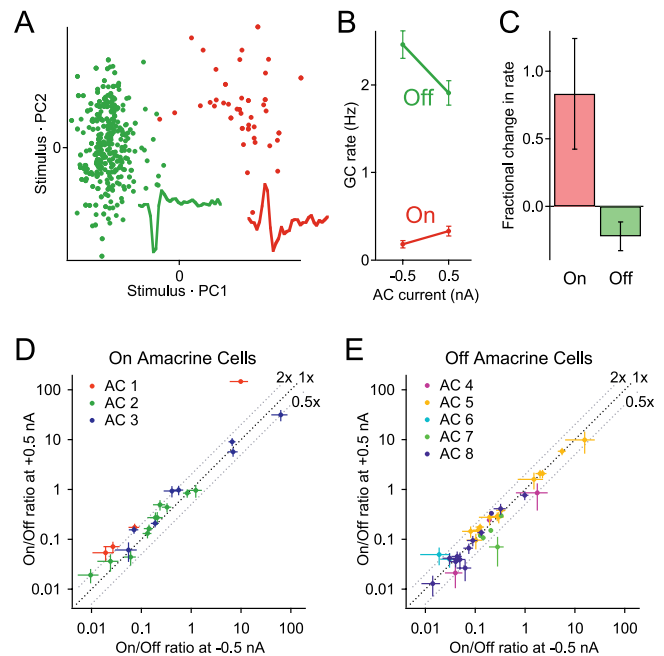 A
Stimulus · PC2
0
0
Stimulus · PC1
B
GC rate (Hz)
2
1
0
Off
On
-0.5 0.5
AC current (nA)
C
Fractional change in rate
1.0
0.5
0.0
On Off
D
On Amacrine Cells
2x 1x
0.5x
AC 1
AC 2
AC 3
On/Off ratio at +0.5 nA
100
10
1
0.1
0.01
0.01 0.1 1 10 100
On/Off ratio at -0.5 nA
E
Off Amacrine Cells
2x 1x
0.5x
AC 4
AC 5
AC 6
AC 7
AC 8
On/Off ratio at +0.5 nA
100
10
1
0.1
0.01
0.01 0.1 1 10 100
On/Off ratio at -0.5 nA